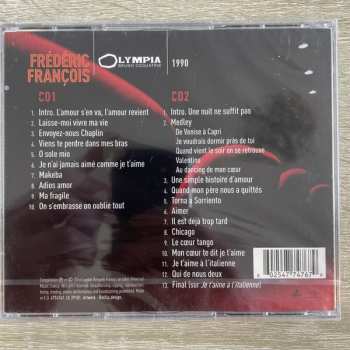 FRÉDÉRIC
FRANÇOIS
OLYMPIA
BRUNO COQUATRIX
1990
CD1
1. Intro. L'amour s'en va, l'amour revient
2. Laisse-moi vivre ma vie
3. Envoyez-nous Chaplin
4. Viens te perdre dans mes bras
5. O sole mio
6. Je n'ai jamais aimé comme je t'aime
7. Makeba
8. Adios amor
9. Ma fragile
10. On s'embrasse on oublie tout
CD2
1. Intro. Une nuit ne suffit pas
2. Medley
De Venise à Capri
Je voudrais dormir près de toi
Quand vient le soir on se retrouve
Valentino
Au dancing de mon cœur
3. Une simple histoire d'amour
4. Quand mon père nous a quittés
5. Torna a Sorriento
6. Aimer
7. Il est déjà trop tard
8. Chicago
9. Le cœur tango
10. Mon cœur te dit je t'aime
11. Je t'aime à l'italienne
12. Qui de nous deux
13. Final (sur Je t'aime à l'italienne)